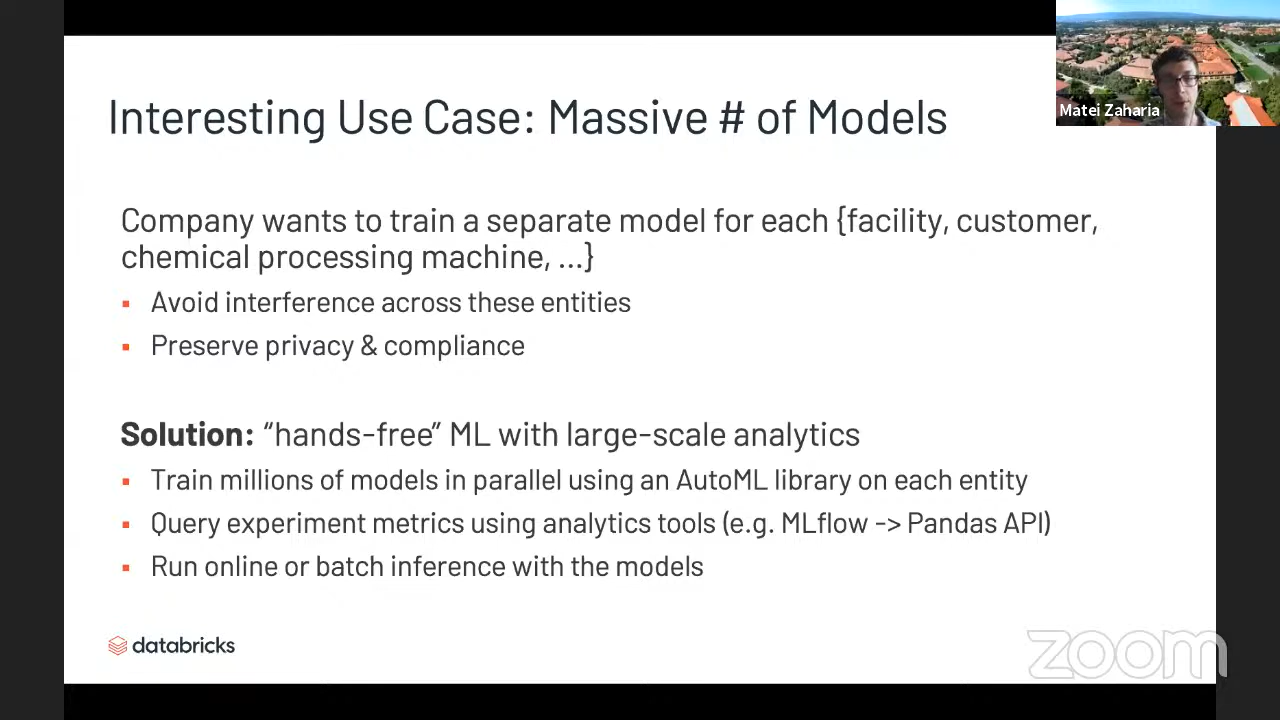 Matei Zaharia
Interesting Use Case: Massive # of Models
Company wants to train a separate model for each {facility, customer,
chemical processing machine, ...}
▪ Avoid interference across these entities
▪ Preserve privacy & compliance
Solution: “hands-free” ML with large-scale analytics
▪ Train millions of models in parallel using an AutoML library on each entity
▪ Query experiment metrics using analytics tools (e.g. MLflow -> Pandas API)
▪ Run online or batch inference with the models
databricks
zoom